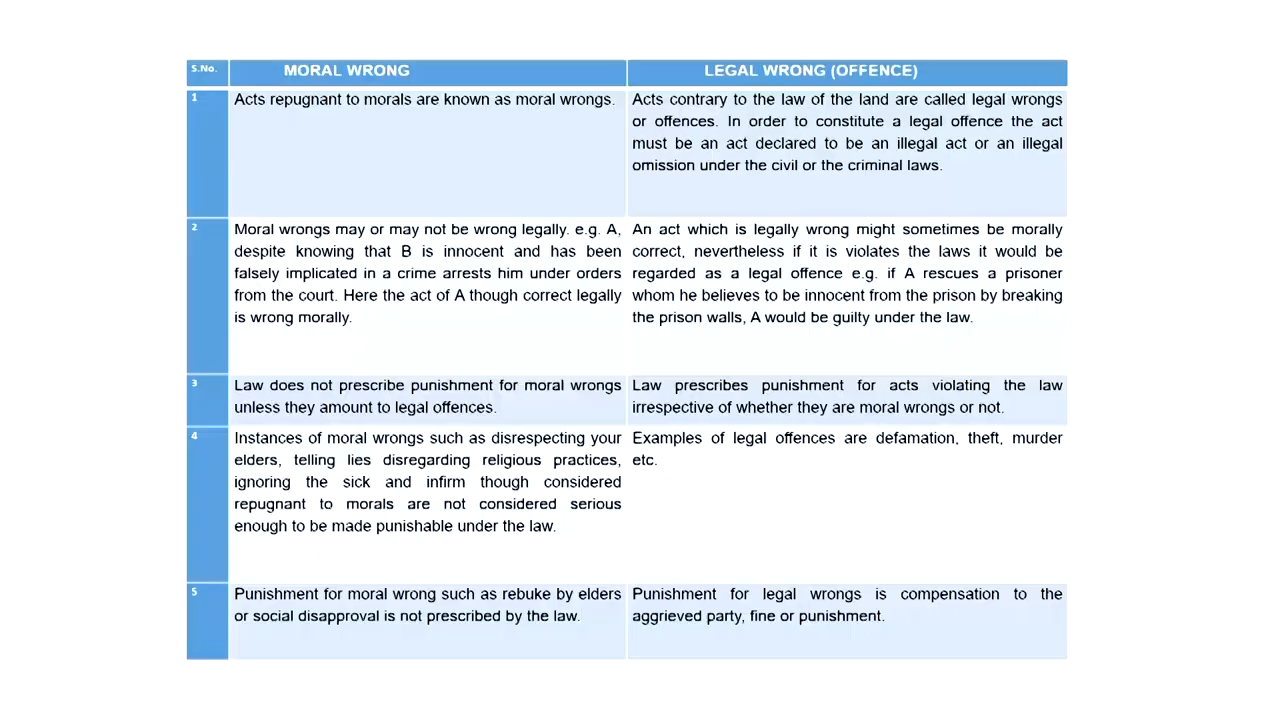 S.No. MORAL WRONG LEGAL WRONG (OFFENCE)
1
Acts repugnant to morals are known as moral wrongs.
Acts contrary to the law of the land are called legal wrongs
or offences. In order to constitute a legal offence the act
must be an act declared to be an illegal act or an illegal
omission under the civil or the criminal laws.
2
Moral wrongs may or may not be wrong legally. e.g. A,
despite knowing that B is innocent and has been
falsely implicated in a crime arrests him under orders
from the court. Here the act of A though correct legally
is wrong morally.
An act which is legally wrong might sometimes be morally
correct, nevertheless if it is violates the laws it would be
regarded as a legal offence e.g. if A rescues a prisoner
whom he believes to be innocent from the prison by breaking
the prison walls, A would be guilty under the law.
3
Law does not prescribe punishment for moral wrongs
unless they amount to legal offences.
Law prescribes punishment for acts violating the law
irrespective of whether they are moral wrongs or not.
4
Instances of moral wrongs such as disrespecting your
elders, telling lies disregarding religious practices,
ignoring the sick and infirm though considered
repugnant to morals are not considered serious
enough to be made punishable under the law.
Examples of legal offences are defamation, theft, murder
etc.
5
Punishment for moral wrong such as rebuke by elders
or social disapproval is not prescribed by the law.
Punishment for legal wrongs is compensation to the
aggrieved party, fine or punishment.